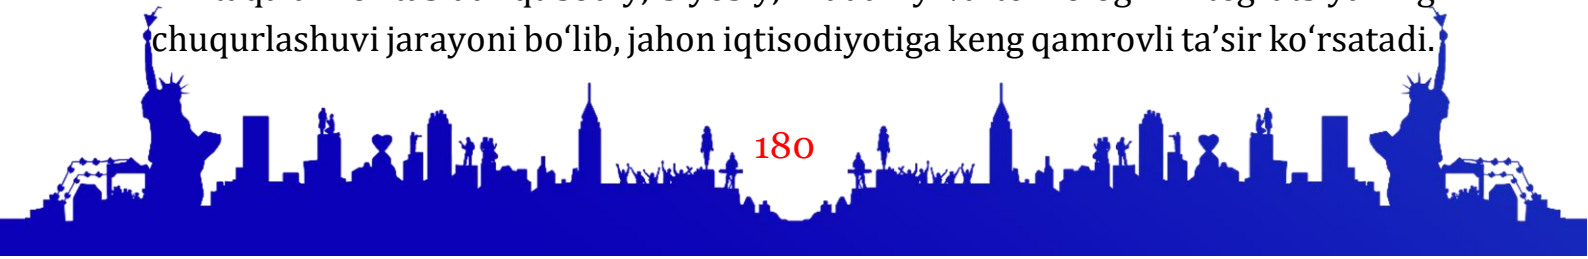 chuqurlashuvi jarayoni bo‘lib, jahon iqtisodiyotiga keng qamrovli ta’sir ko‘rsatadi.
180